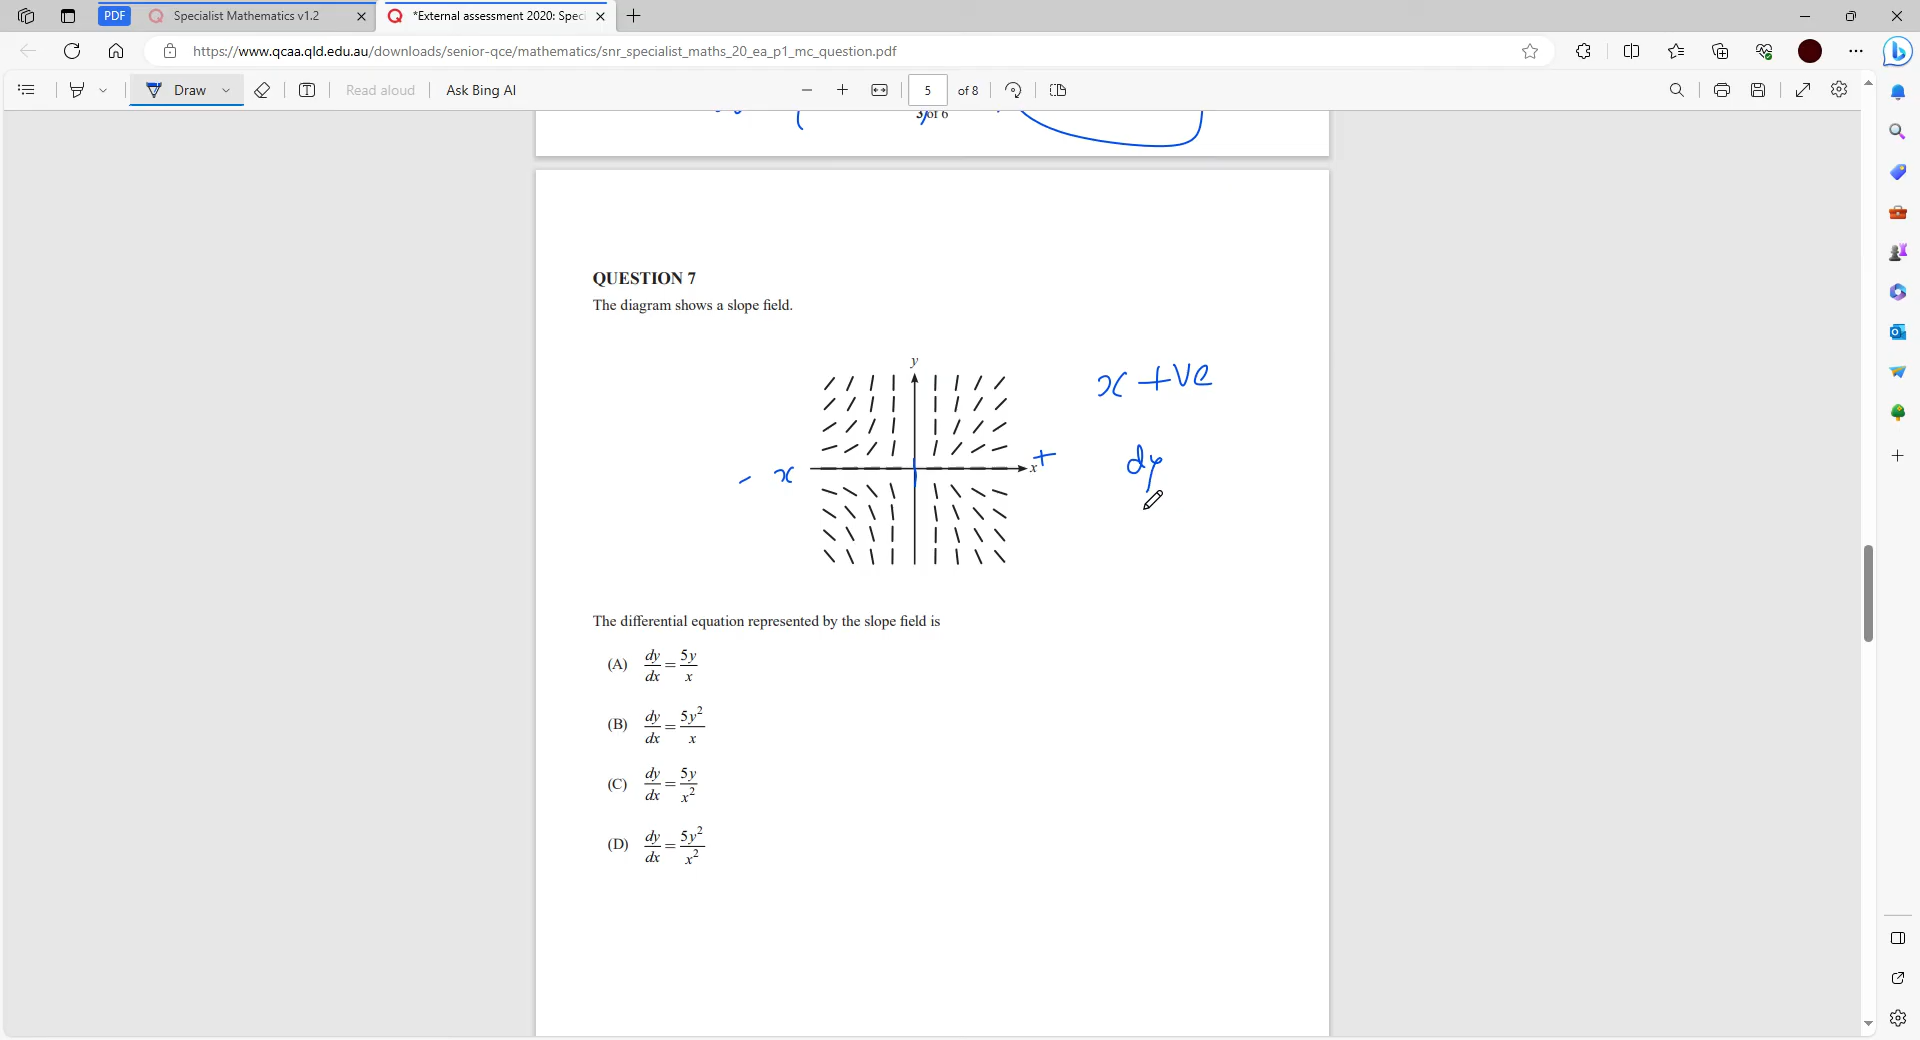 PDF
Specialist Mathematics v1.2
*External assessment 2020: Spec
https://www.qcaa.qld.edu.au/downloads/senior-qce/mathematics/snr_specialist_maths_20_ea_p1_mc_question.pdf
Draw
Read aloud
Ask Bing AI
5
of 8
3 of 6
QUESTION 7
The diagram shows a slope field.
y
x +ve
- x
x
+
dy
The differential equation represented by the slope field is
(A) dy/dx = 5y/x
(B) dy/dx = 5y²/x
(C) dy/dx = 5y/x²
(D) dy/dx = 5y²/x²